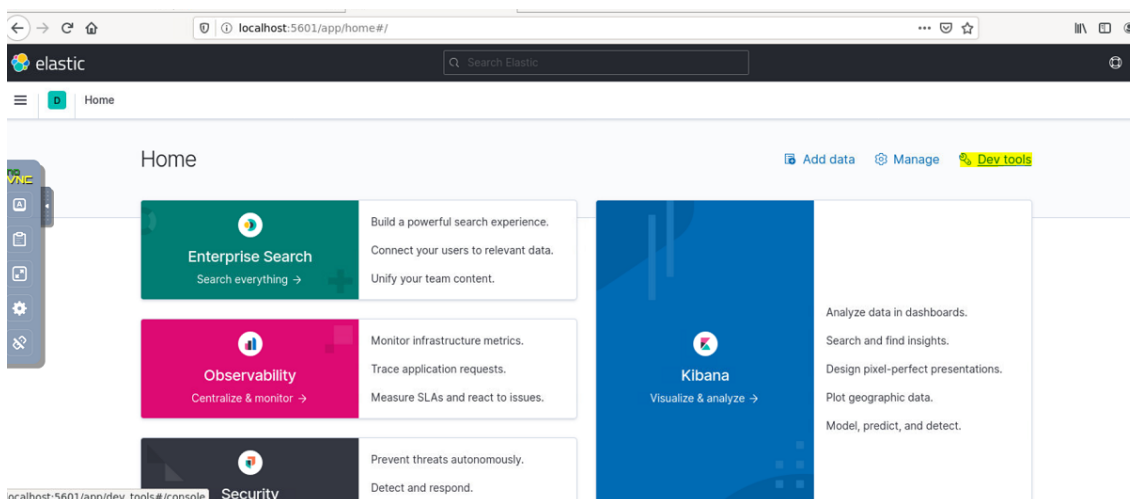 localhost:5601/app/home#/
elastic
Search Elastic
D Home
Home
Add data Manage Dev tools
VNC
A
Enterprise Search
Search everything →
Build a powerful search experience.
Connect your users to relevant data.
Unify your team content.
Observability
Centralize & monitor →
Monitor infrastructure metrics.
Trace application requests.
Measure SLAs and react to issues.
Kibana
Visualize & analyze →
Analyze data in dashboards.
Search and find insights.
Design pixel-perfect presentations.
Plot geographic data.
Model, predict, and detect.
Security
Prevent threats autonomously.
Detect and respond.
ocalhost:5601/app/dev_tools#/console